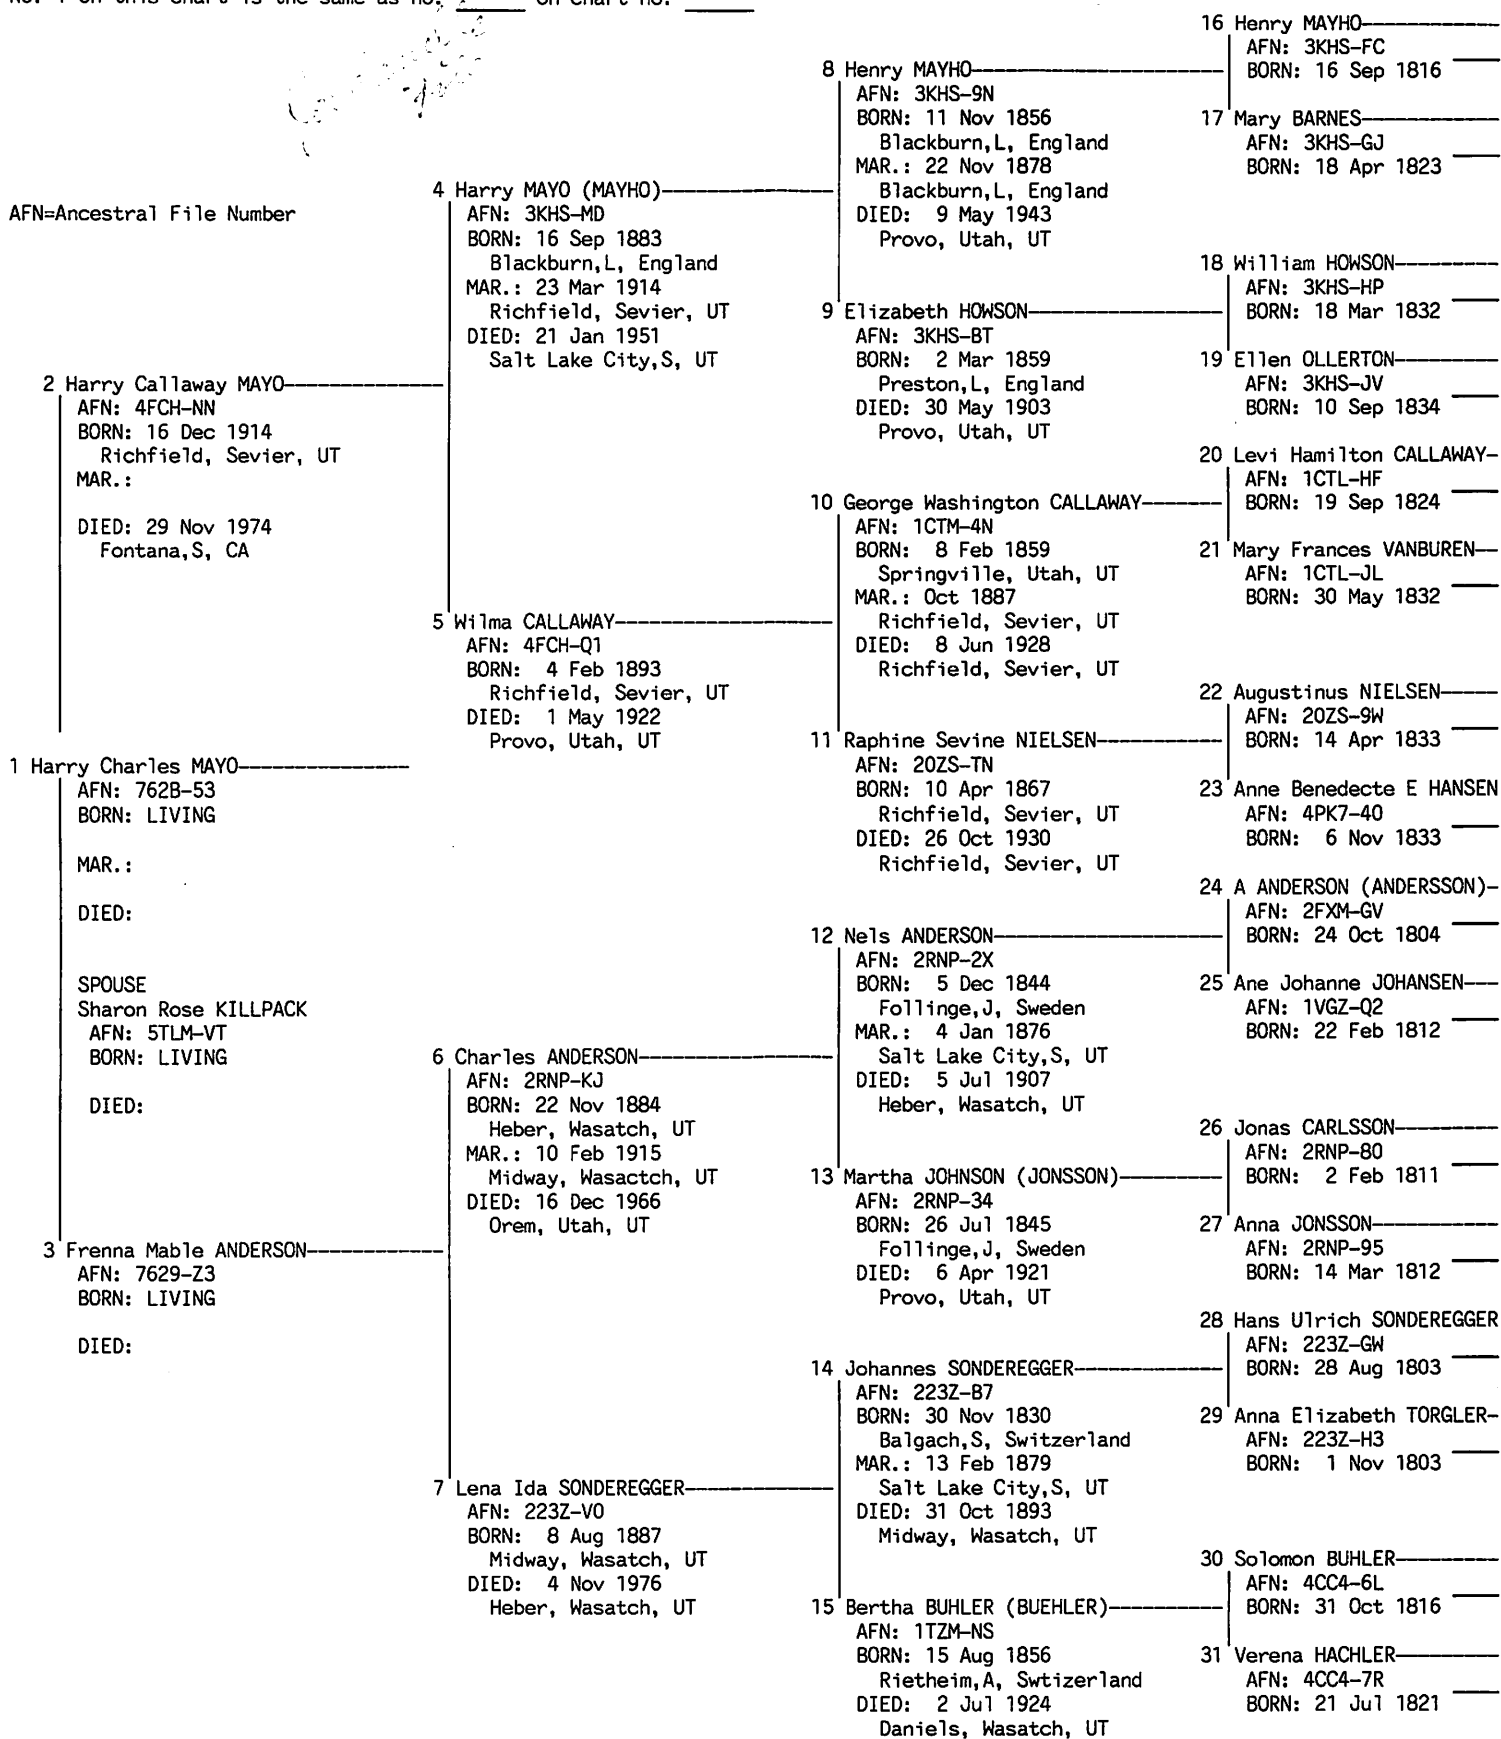 No. 1 on this chart is the same as no. _____ on chart no. _____
AFN=Ancestral File Number
1 Harry Charles MAYO
AFN: 762B-53
BORN: LIVING
MAR.:
DIED:
SPOUSE
Sharon Rose KILLPACK
AFN: 5TLM-VT
BORN: LIVING
DIED:
2 Harry Callaway MAYO
AFN: 4FCH-NN
BORN: 16 Dec 1914
Richfield, Sevier, UT
MAR.:
DIED: 29 Nov 1974
Fontana,S, CA
3 Frenna Mable ANDERSON
AFN: 7629-Z3
BORN: LIVING
DIED:
4 Harry MAYO (MAYHO)
AFN: 3KHS-MD
BORN: 16 Sep 1883
Blackburn,L, England
MAR.: 23 Mar 1914
Richfield, Sevier, UT
DIED: 21 Jan 1951
Salt Lake City,S, UT
5 Wilma CALLAWAY
AFN: 4FCH-Q1
BORN: 4 Feb 1893
Richfield, Sevier, UT
DIED: 1 May 1922
Provo, Utah, UT
6 Charles ANDERSON
AFN: 2RNP-KJ
BORN: 22 Nov 1884
Heber, Wasatch, UT
MAR.: 10 Feb 1915
Midway, Wasactch, UT
DIED: 16 Dec 1966
Orem, Utah, UT
7 Lena Ida SONDEREGGER
AFN: 223Z-V0
BORN: 8 Aug 1887
Midway, Wasatch, UT
DIED: 4 Nov 1976
Heber, Wasatch, UT
8 Henry MAYHO
AFN: 3KHS-9N
BORN: 11 Nov 1856
Blackburn,L, England
MAR.: 22 Nov 1878
Blackburn,L, England
DIED: 9 May 1943
Provo, Utah, UT
9 Elizabeth HOWSON
AFN: 3KHS-BT
BORN: 2 Mar 1859
Preston,L, England
DIED: 30 May 1903
Provo, Utah, UT
10 George Washington CALLAWAY
AFN: 1CTM-4N
BORN: 8 Feb 1859
Springville, Utah, UT
MAR.: Oct 1887
Richfield, Sevier, UT
DIED: 8 Jun 1928
Richfield, Sevier, UT
11 Raphine Sevine NIELSEN
AFN: 20ZS-TN
BORN: 10 Apr 1867
Richfield, Sevier, UT
DIED: 26 Oct 1930
Richfield, Sevier, UT
12 Nels ANDERSON
AFN: 2RNP-2X
BORN: 5 Dec 1844
Follinge,J, Sweden
MAR.: 4 Jan 1876
Salt Lake City,S, UT
DIED: 5 Jul 1907
Heber, Wasatch, UT
13 Martha JOHNSON (JONSSON)
AFN: 2RNP-34
BORN: 26 Jul 1845
Follinge,J, Sweden
DIED: 6 Apr 1921
Provo, Utah, UT
14 Johannes SONDEREGGER
AFN: 223Z-B7
BORN: 30 Nov 1830
Balgach,S, Switzerland
MAR.: 13 Feb 1879
Salt Lake City,S, UT
DIED: 31 Oct 1893
Midway, Wasatch, UT
15 Bertha BUHLER (BUEHLER)
AFN: 1TZM-NS
BORN: 15 Aug 1856
Rietheim,A, Swtizerland
DIED: 2 Jul 1924
Daniels, Wasatch, UT
16 Henry MAYHO
AFN: 3KHS-FC
BORN: 16 Sep 1816
17 Mary BARNES
AFN: 3KHS-GJ
BORN: 18 Apr 1823
18 William HOWSON
AFN: 3KHS-HP
BORN: 18 Mar 1832
19 Ellen OLLERTON
AFN: 3KHS-JV
BORN: 10 Sep 1834
20 Levi Hamilton CALLAWAY
AFN: 1CTL-HF
BORN: 19 Sep 1824
21 Mary Frances VANBUREN
AFN: 1CTL-JL
BORN: 30 May 1832
22 Augustinus NIELSEN
AFN: 20ZS-9W
BORN: 14 Apr 1833
23 Anne Benedecte E HANSEN
AFN: 4PK7-40
BORN: 6 Nov 1833
24 A ANDERSON (ANDERSSON)
AFN: 2FXM-GV
BORN: 24 Oct 1804
25 Ane Johanne JOHANSEN
AFN: 1VGZ-Q2
BORN: 22 Feb 1812
26 Jonas CARLSSON
AFN: 2RNP-80
BORN: 2 Feb 1811
27 Anna JONSSON
AFN: 2RNP-95
BORN: 14 Mar 1812
28 Hans Ulrich SONDEREGGER
AFN: 223Z-GW
BORN: 28 Aug 1803
29 Anna Elizabeth TORGLER
AFN: 223Z-H3
BORN: 1 Nov 1803
30 Solomon BUHLER
AFN: 4CC4-6L
BORN: 31 Oct 1816
31 Verena HACHLER
AFN: 4CC4-7R
BORN: 21 Jul 1821